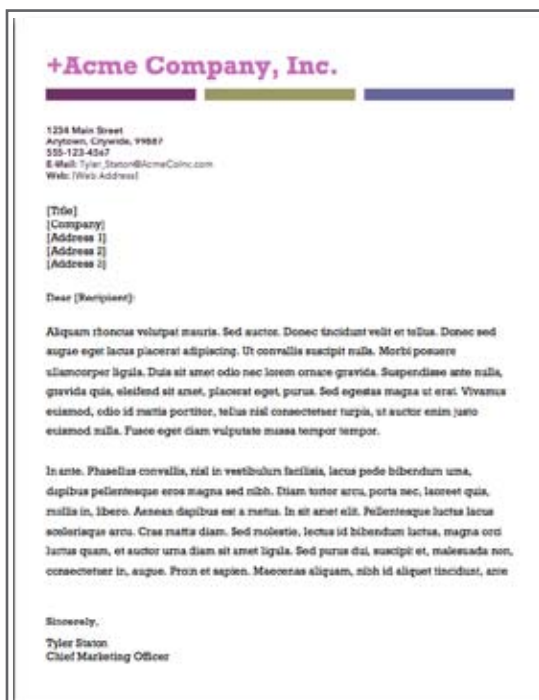 +Acme Company, Inc.
1234 Main Street
Anytown, Citywide, 99887
555-123-4567
E-Mail: Tyler_Staton@AcmeCoInc.com
Web: [Web Address]
[Title]
[Company]
[Address 1]
[Address 2]
[Address 3]
Dear [Recipient]:
Aliquam rhoncus volutpat mauris. Sed auctor. Donec tincidunt velit et tellus. Donec sed
augue eget lacus placerat adipiscing. Ut convallis suscipit nulla. Morbi posuere
ullamcorper ligula. Duis sit amet odio nec lorem ornare gravida. Suspendisse ante nulla,
gravida quis, eleifend sit amet, placerat eget, purus. Sed egestas magna ut erat. Vivamus
euismod, odio id mattis portitor, tellus nisl consectetuer turpis, ut auctor enim justo
euismod nulla. Fusce eget diam vulputate massa tempor tempor.
In ante. Phasellus convallis, nisl in vestibulum facilisis, lacus pede bibendum urna,
dapibus pellentesque eros magna sed nibh. Diam tortor arcu, porta nec, laoreet quis,
mollis in, libero. Aenean dapibus est a metus. In sit amet elit. Pellentesque luctus lacus
scelerisque arcu. Cras mattis diam. Sed molestie, lectus id bibendum luctus, magna orci
luctus quam, et auctor urna diam sit amet ligula. Sed purus dui, suscipit et, malesuada non,
consectetuer in, augue. Proin et sapien. Maecenas aliquam, nibh id aliquet tincidunt, ante
Sincerely,
Tyler Staton
Chief Marketing Officer